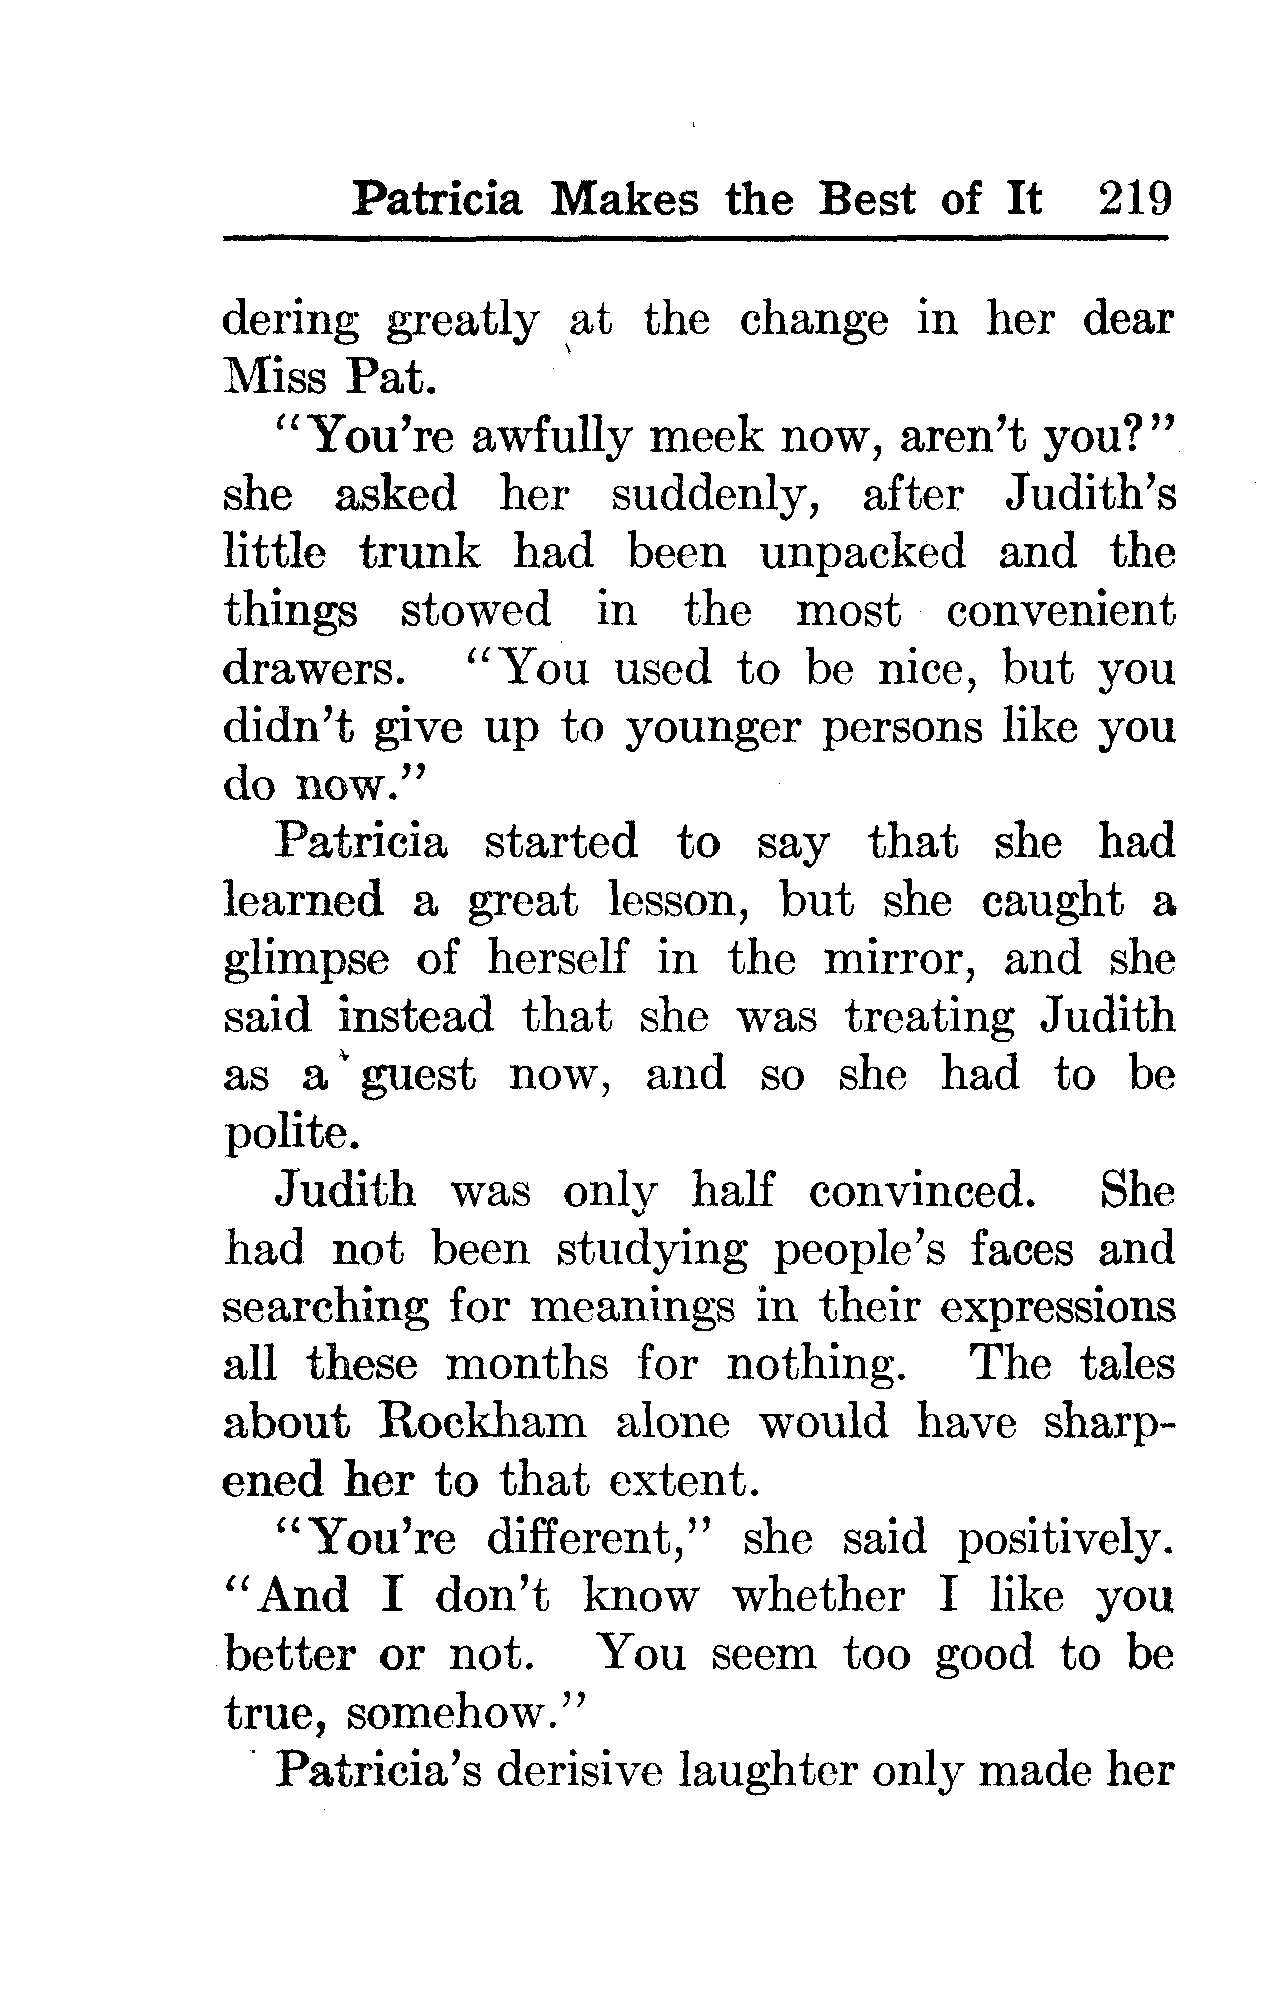 Patricia Makes the Best of It 219
dering greatly at the change in her dear
Miss Pat.
"You're awfully meek now, aren't you?"
she asked her suddenly, after Judith's
little trunk had been unpacked and the
things stowed in the most convenient
drawers. "You used to be nice, but you
didn't give up to younger persons like you
do now."
Patricia started to say that she had
learned a great lesson, but she caught a
glimpse of herself in the mirror, and she
said instead that she was treating Judith
as a guest now, and so she had to be
polite.
Judith was only half convinced. She
had not been studying people's faces and
searching for meanings in their expressions
all these months for nothing. The tales
about Rockham alone would have sharp-
ened her to that extent.
"You're different," she said positively.
"And I don't know whether I like you
better or not. You seem too good to be
true, somehow."
Patricia's derisive laughter only made her